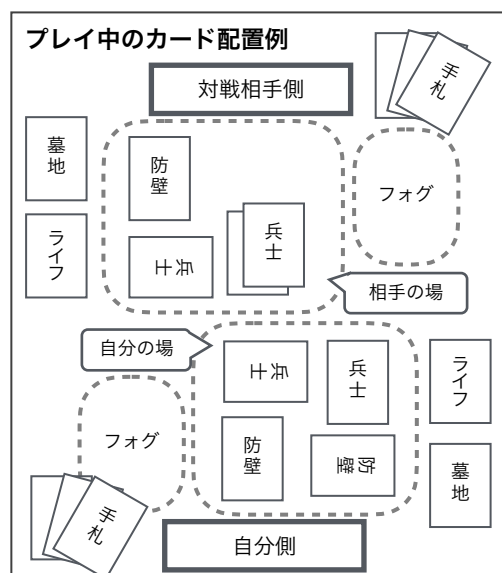 プレイ中のカード配置例
対戦相手側
手札
墓地
防壁
フォグ
ライフ
兵士
兵士
相手の場
自分の場
兵士
兵士
ライフ
フォグ
防壁
防壁
墓地
手札
自分側